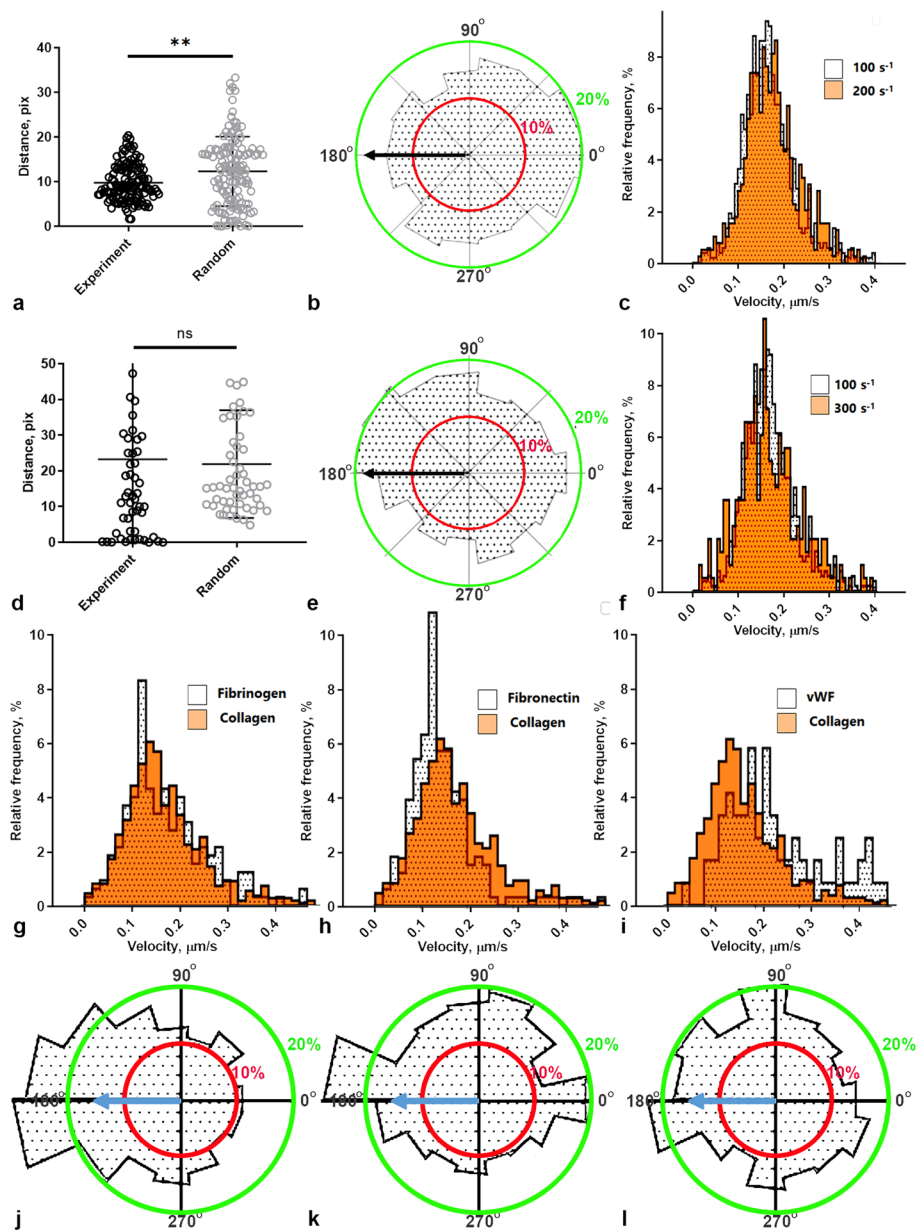 **
40
30
20
10
0
Distance, pix
Experiment
Random
a
90°
20%
10%
180°
0°
270°
b
100 s-1
200 s-1
8
6
4
2
0
Relative frequency, %
0.0
0.1
0.2
0.3
0.4
Velocity, µm/s
c
ns
50
40
30
20
10
0
Distance, pix
Experiment
Random
d
90°
20%
10%
180°
0°
270°
e
100 s-1
300 s-1
10
8
6
4
2
0
Relative frequency, %
0.0
0.1
0.2
0.3
0.4
Velocity, µm/s
f
Fibrinogen
Collagen
10
8
6
4
2
0
Relative frequency, %
0.0
0.1
0.2
0.3
0.4
Velocity, µm/s
g
Fibronectin
Collagen
10
8
6
4
2
0
Relative frequency, %
0.0
0.1
0.2
0.3
0.4
Velocity, µm/s
h
vWF
Collagen
10
8
6
4
2
0
Relative frequency, %
0.0
0.1
0.2
0.3
0.4
Velocity, µm/s
i
90°
20%
10%
180°
0°
270°
j
90°
20%
10%
180°
0°
270°
k
90°
20%
10%
180°
0°
270°
l